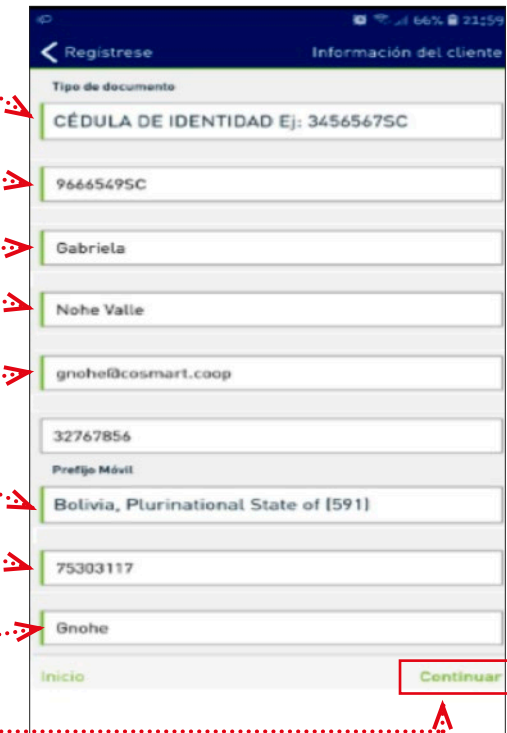 66% 21:59
Regístrese Información del cliente
Tipo de documento
CÉDULA DE IDENTIDAD Ej: 3456567SC
9666549SC
Gabriela
Nohe Valle
gnohe@cosmart.coop
32767856
Prefijo Móvil
Bolivia, Plurinational State of (591)
75303117
Gnohe
Inicio Continuar